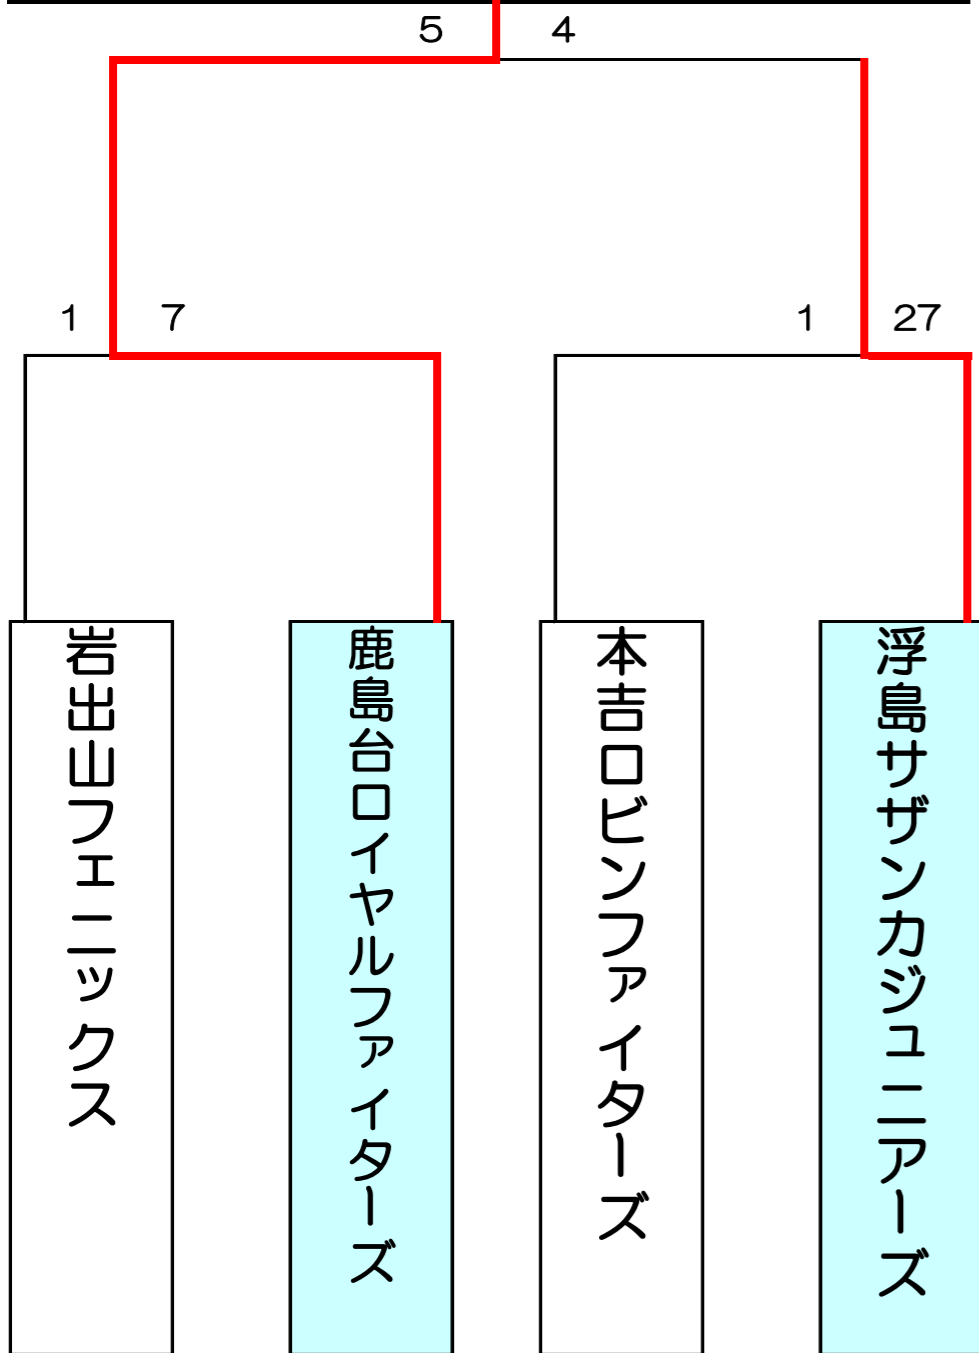 5 4
1 7 1 27
岩出山フェニックス
鹿島台ロイヤルファイターズ
本吉ロビンファイターズ
浮島サザンカジュニアーズ